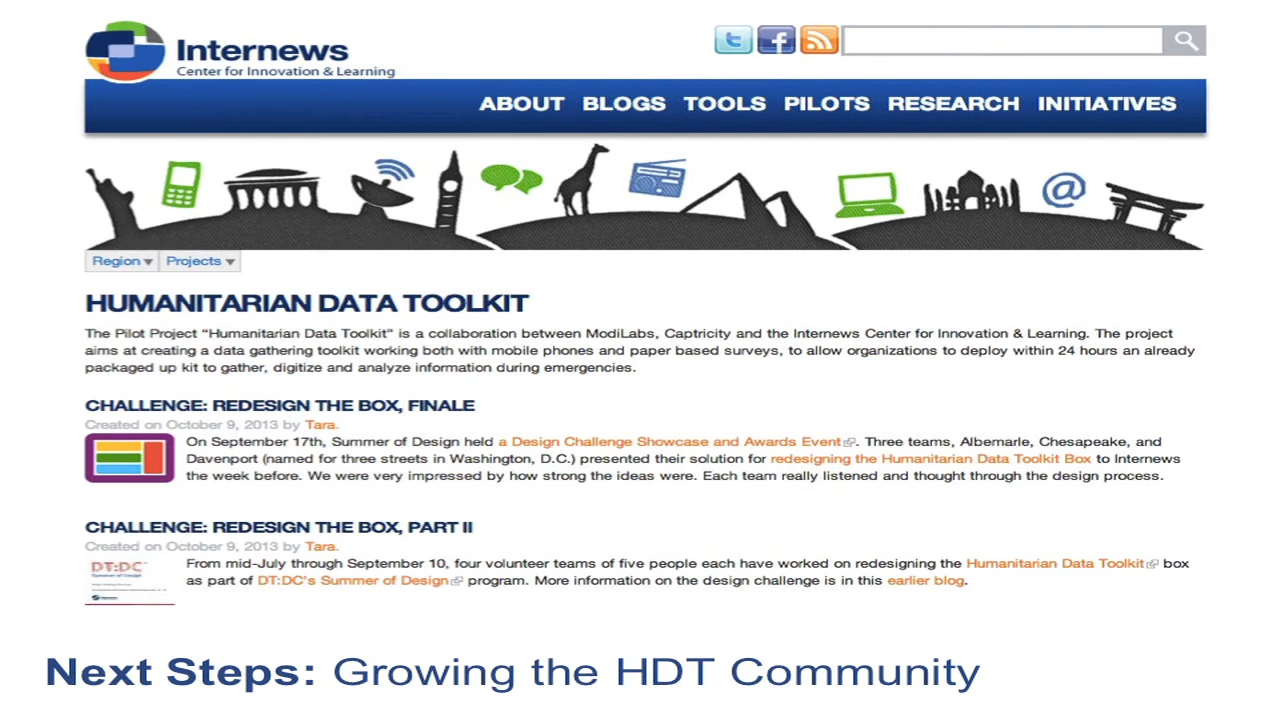 Internews
Center for Innovation & Learning
ABOUT BLOGS TOOLS PILOTS RESEARCH INITIATIVES
Region Projects
HUMANITARIAN DATA TOOLKIT
The Pilot Project “Humanitarian Data Toolkit” is a collaboration between ModiLabs, Captricity and the Internews Center for Innovation & Learning. The project
aims at creating a data gathering toolkit working both with mobile phones and paper based surveys, to allow organizations to deploy within 24 hours an already
packaged up kit to gather, digitize and analyze information during emergencies.
CHALLENGE: REDESIGN THE BOX, FINALE
Created on October 9, 2013 by Tara.
On September 17th, Summer of Design held a Design Challenge Showcase and Awards Event. Three teams, Albemarle, Chesapeake, and
Davenport (named for three streets in Washington, D.C.) presented their solution for redesigning the Humanitarian Data Toolkit Box to Internews
the week before. We were very impressed by how strong the ideas were. Each team really listened and thought through the design process.
CHALLENGE: REDESIGN THE BOX, PART II
Created on October 9, 2013 by Tara.
DT:DC
Summer of Design
From mid-July through September 10, four volunteer teams of five people each have worked on redesigning the Humanitarian Data Toolkit box
as part of DT:DC's Summer of Design program. More information on the design challenge is in this earlier blog.
Next Steps: Growing the HDT Community